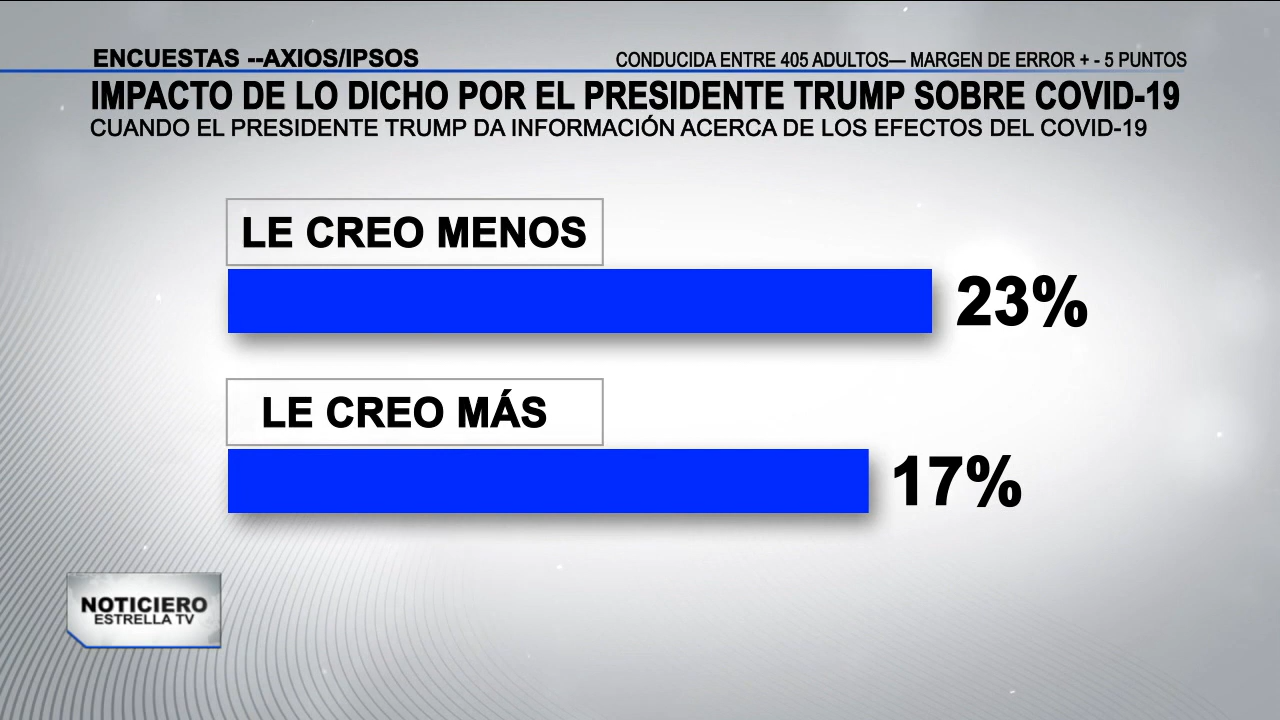 ENCUESTAS --AXIOS/IPSOS
CONDUCIDA ENTRE 405 ADULTOS— MARGEN DE ERROR + - 5 PUNTOS
IMPACTO DE LO DICHO POR EL PRESIDENTE TRUMP SOBRE COVID-19
CUANDO EL PRESIDENTE TRUMP DA INFORMACIÓN ACERCA DE LOS EFECTOS DEL COVID-19
LE CREO MENOS
23%
LE CREO MÁS
17%
NOTICIERO
ESTRELLA TV